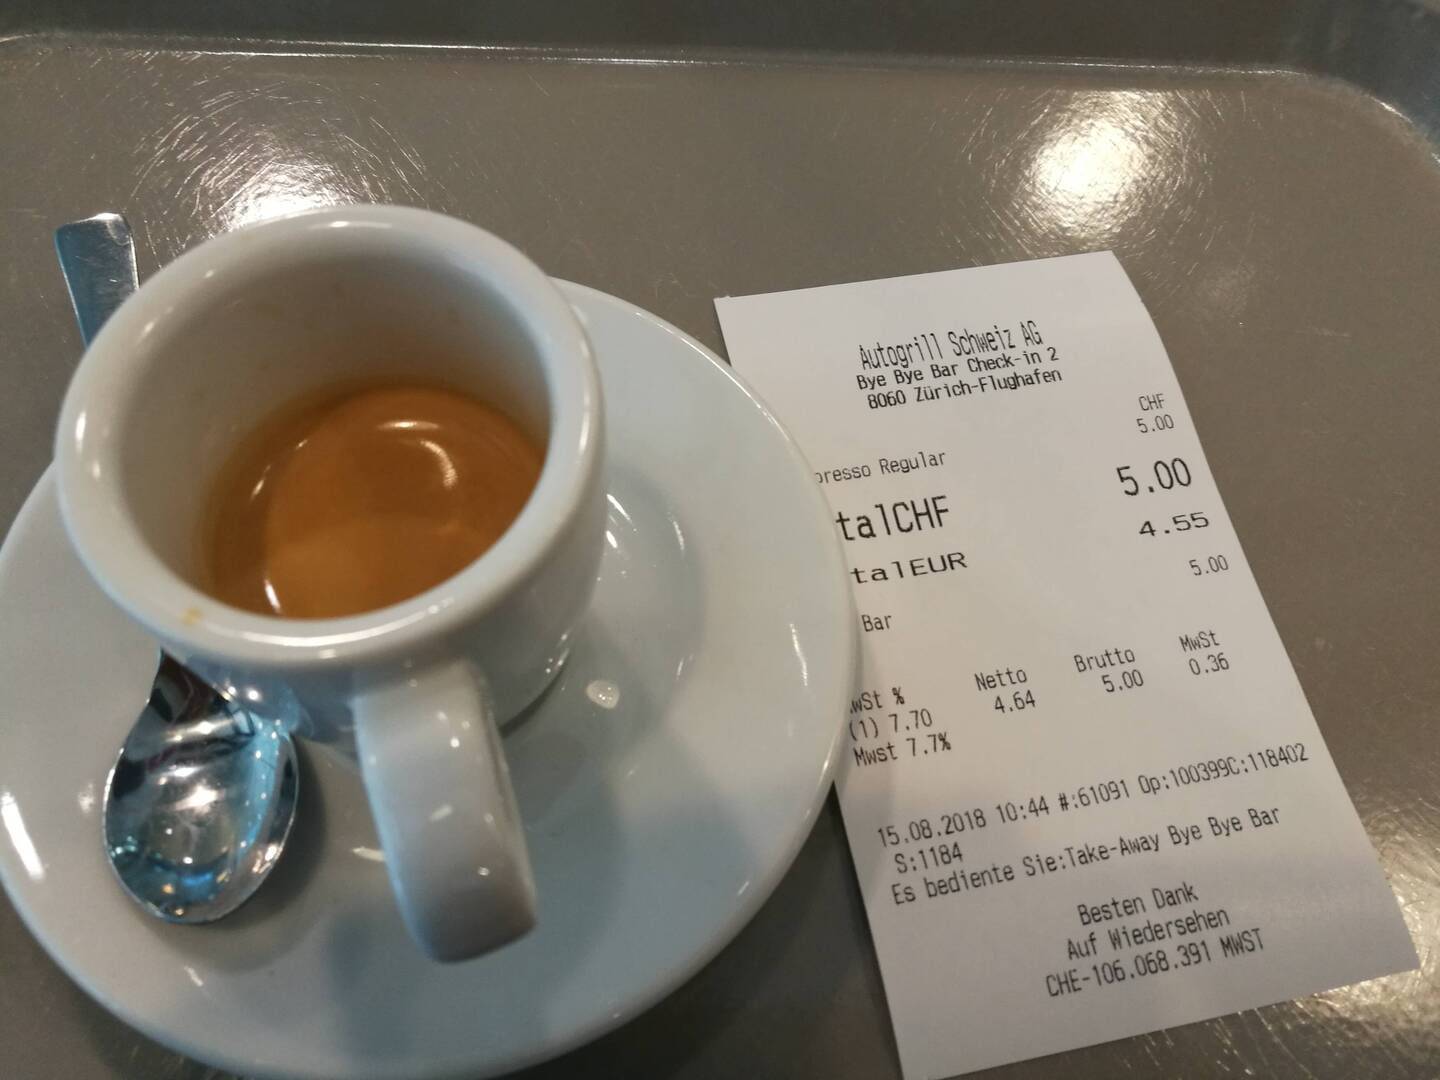 Autogrill Schweiz AG
Bye Bye Bar Check-in 2
8060 Zürich-Flughafen
CHF
presso Regular 5.00
talCHF 5.00
talEUR 4.55
Bar 5.00
wSt % Netto Brutto MwSt
(1) 7.70 4.64 5.00 0.36
Mwst 7.7%
15.08.2018 10:44 #:61091 Op:100399C:118402
S:1184
Es bediente Sie:Take-Away Bye Bye Bar
Besten Dank
Auf Wiedersehen
CHE-106.068.391 MWST